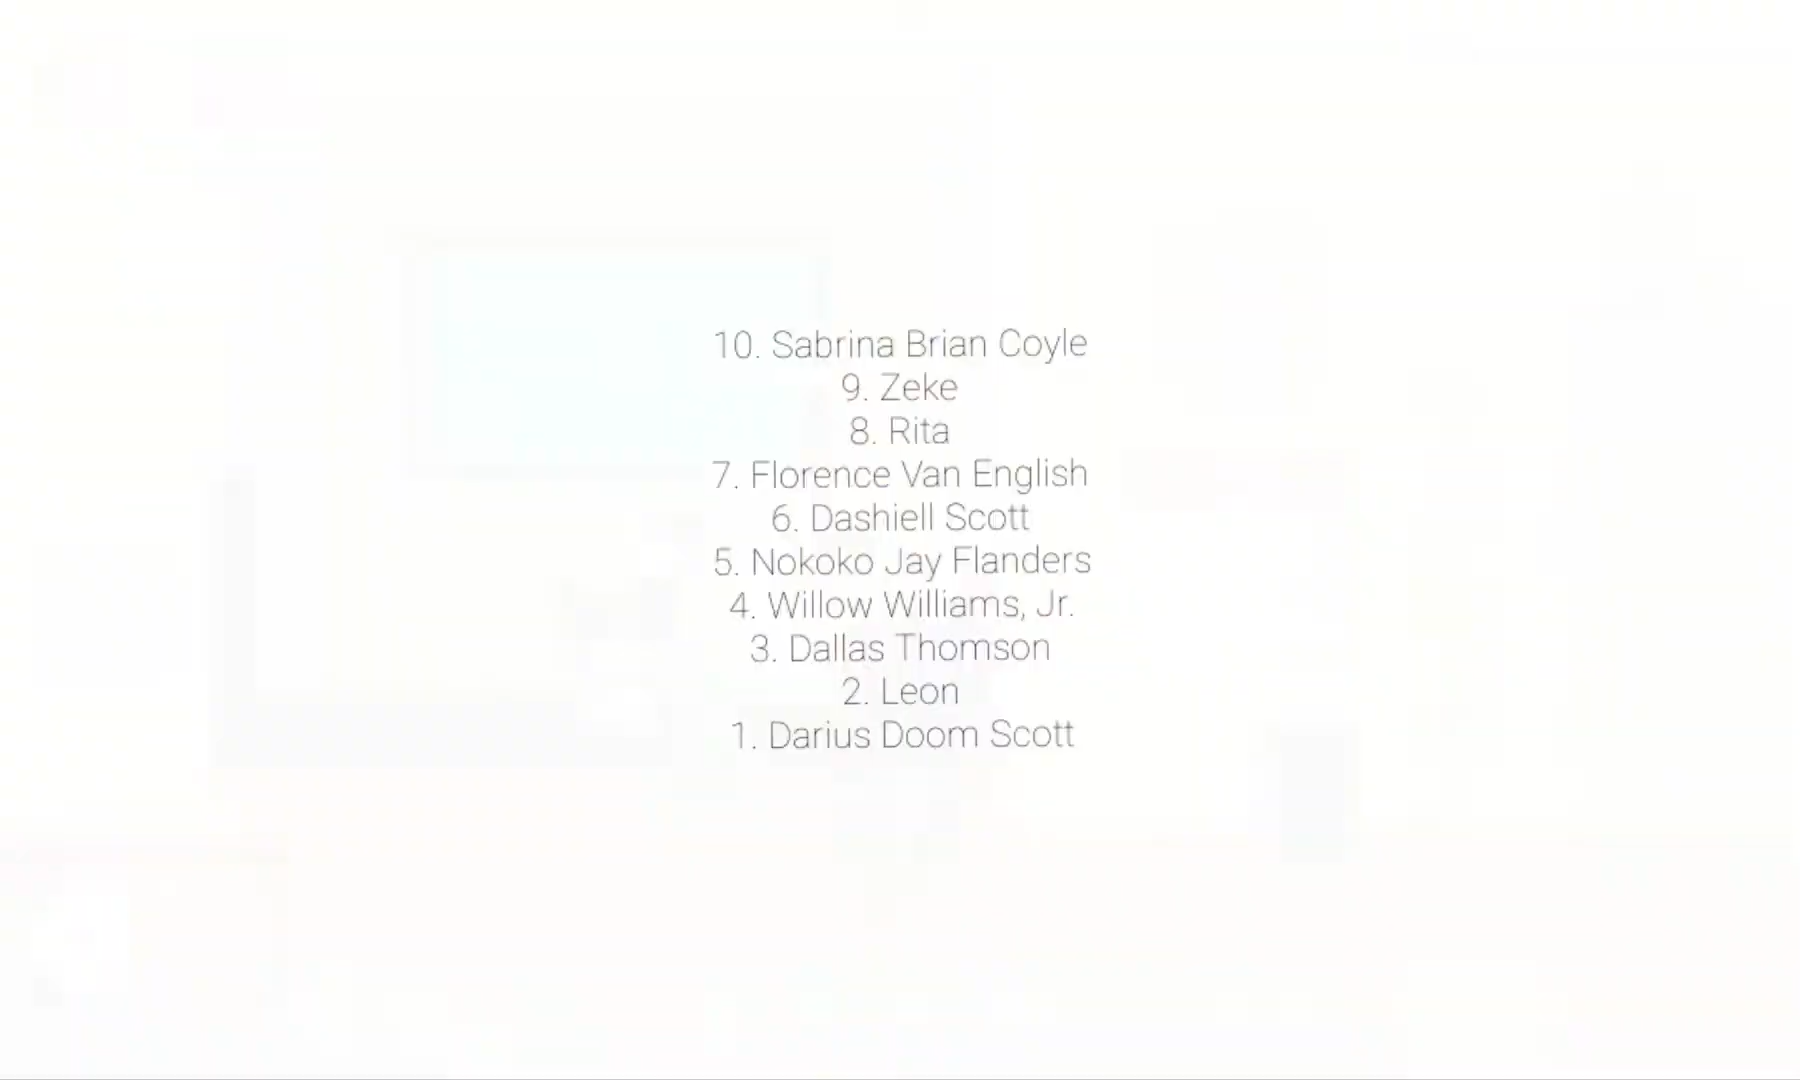 10. Sabrina Brian Coyle
9. Zeke
8. Rita
7. Florence Van English
6. Dashiell Scott
5. Nokoko Jay Flanders
4. Willow Williams, Jr.
3. Dallas Thomson
2. Leon
1. Darius Doom Scott